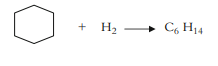 + H₂ ⟶ C₆ H₁₄